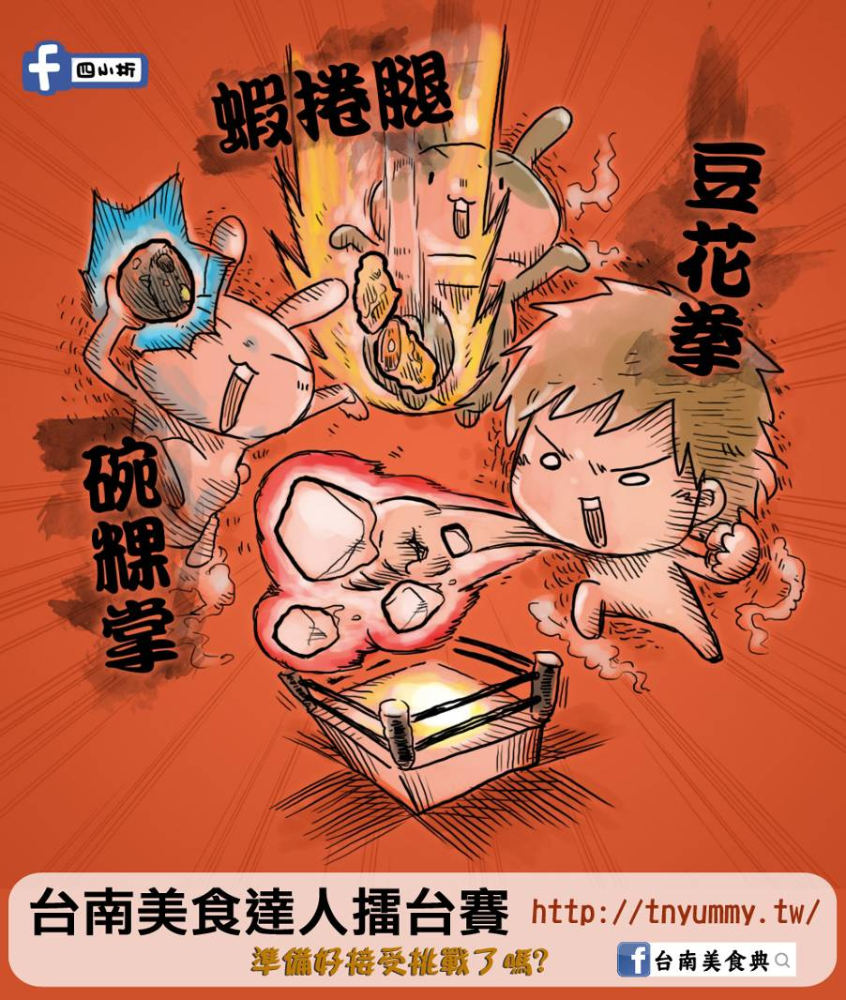 四小折
蝦捲腿
豆花拳
碗粿掌
台南美食達人擂台賽
http://tnyummy.tw/
準備好接受挑戰了嗎?
台南美食典